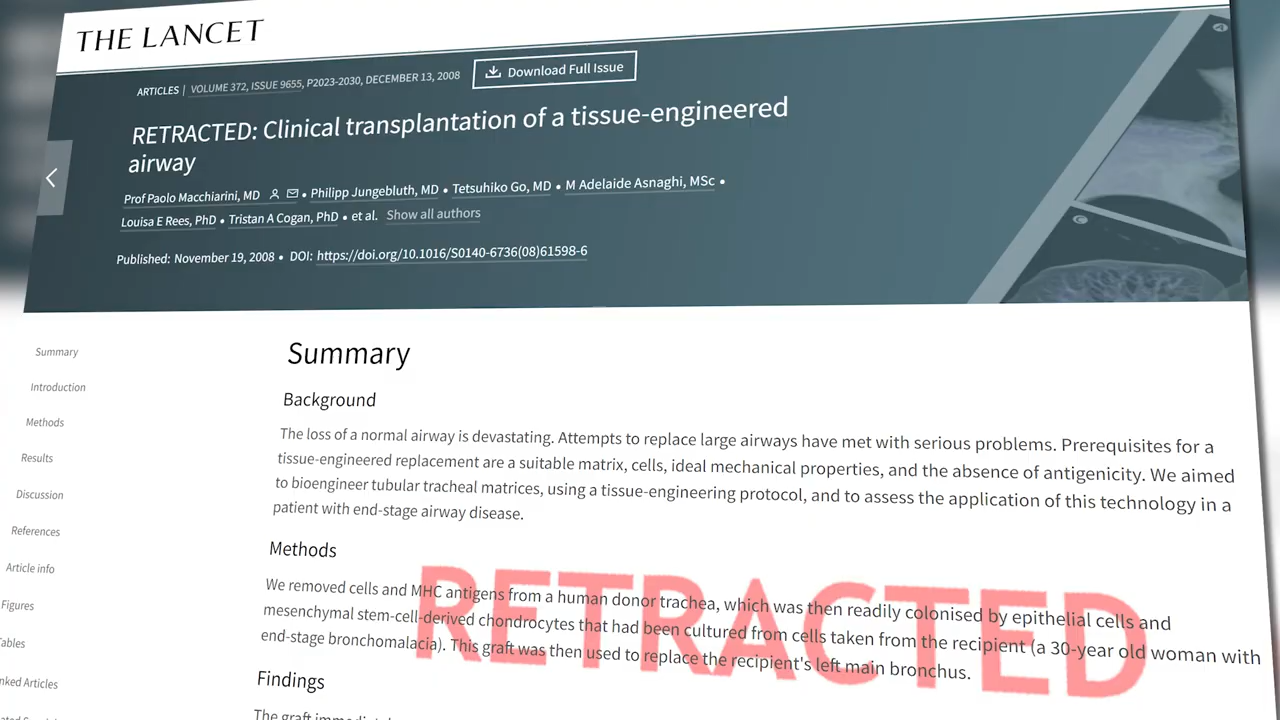 THE LANCET
ARTICLES | VOLUME 372, ISSUE 9655, P2023-2030, DECEMBER 13, 2008
Download Full Issue
RETRACTED: Clinical transplantation of a tissue-engineered
airway
Prof Paolo Macchiarini, MD • Philipp Jungebluth, MD • Tetsuhiko Go, MD • M Adelaide Asnaghi, MSc •
Louisa E Rees, PhD • Tristan A Cogan, PhD • et al. Show all authors
Published: November 19, 2008 • DOI: https://doi.org/10.1016/S0140-6736(08)61598-6
A
C
Summary
Introduction
Methods
Results
Discussion
References
Article info
Figures
Tables
nked Articles
Summary
Background
The loss of a normal airway is devastating. Attempts to replace large airways have met with serious problems. Prerequisites for a
tissue-engineered replacement are a suitable matrix, cells, ideal mechanical properties, and the absence of antigenicity. We aimed
to bioengineer tubular tracheal matrices, using a tissue-engineering protocol, and to assess the application of this technology in a
patient with end-stage airway disease.
Methods
We removed cells and MHC antigens from a human donor trachea, which was then readily colonised by epithelial cells and
mesenchymal stem-cell-derived chondrocytes that had been cultured from cells taken from the recipient (a 30-year old woman with
end-stage bronchomalacia). This graft was then used to replace the recipient's left main bronchus.
RETRACTED
Findings
The graft